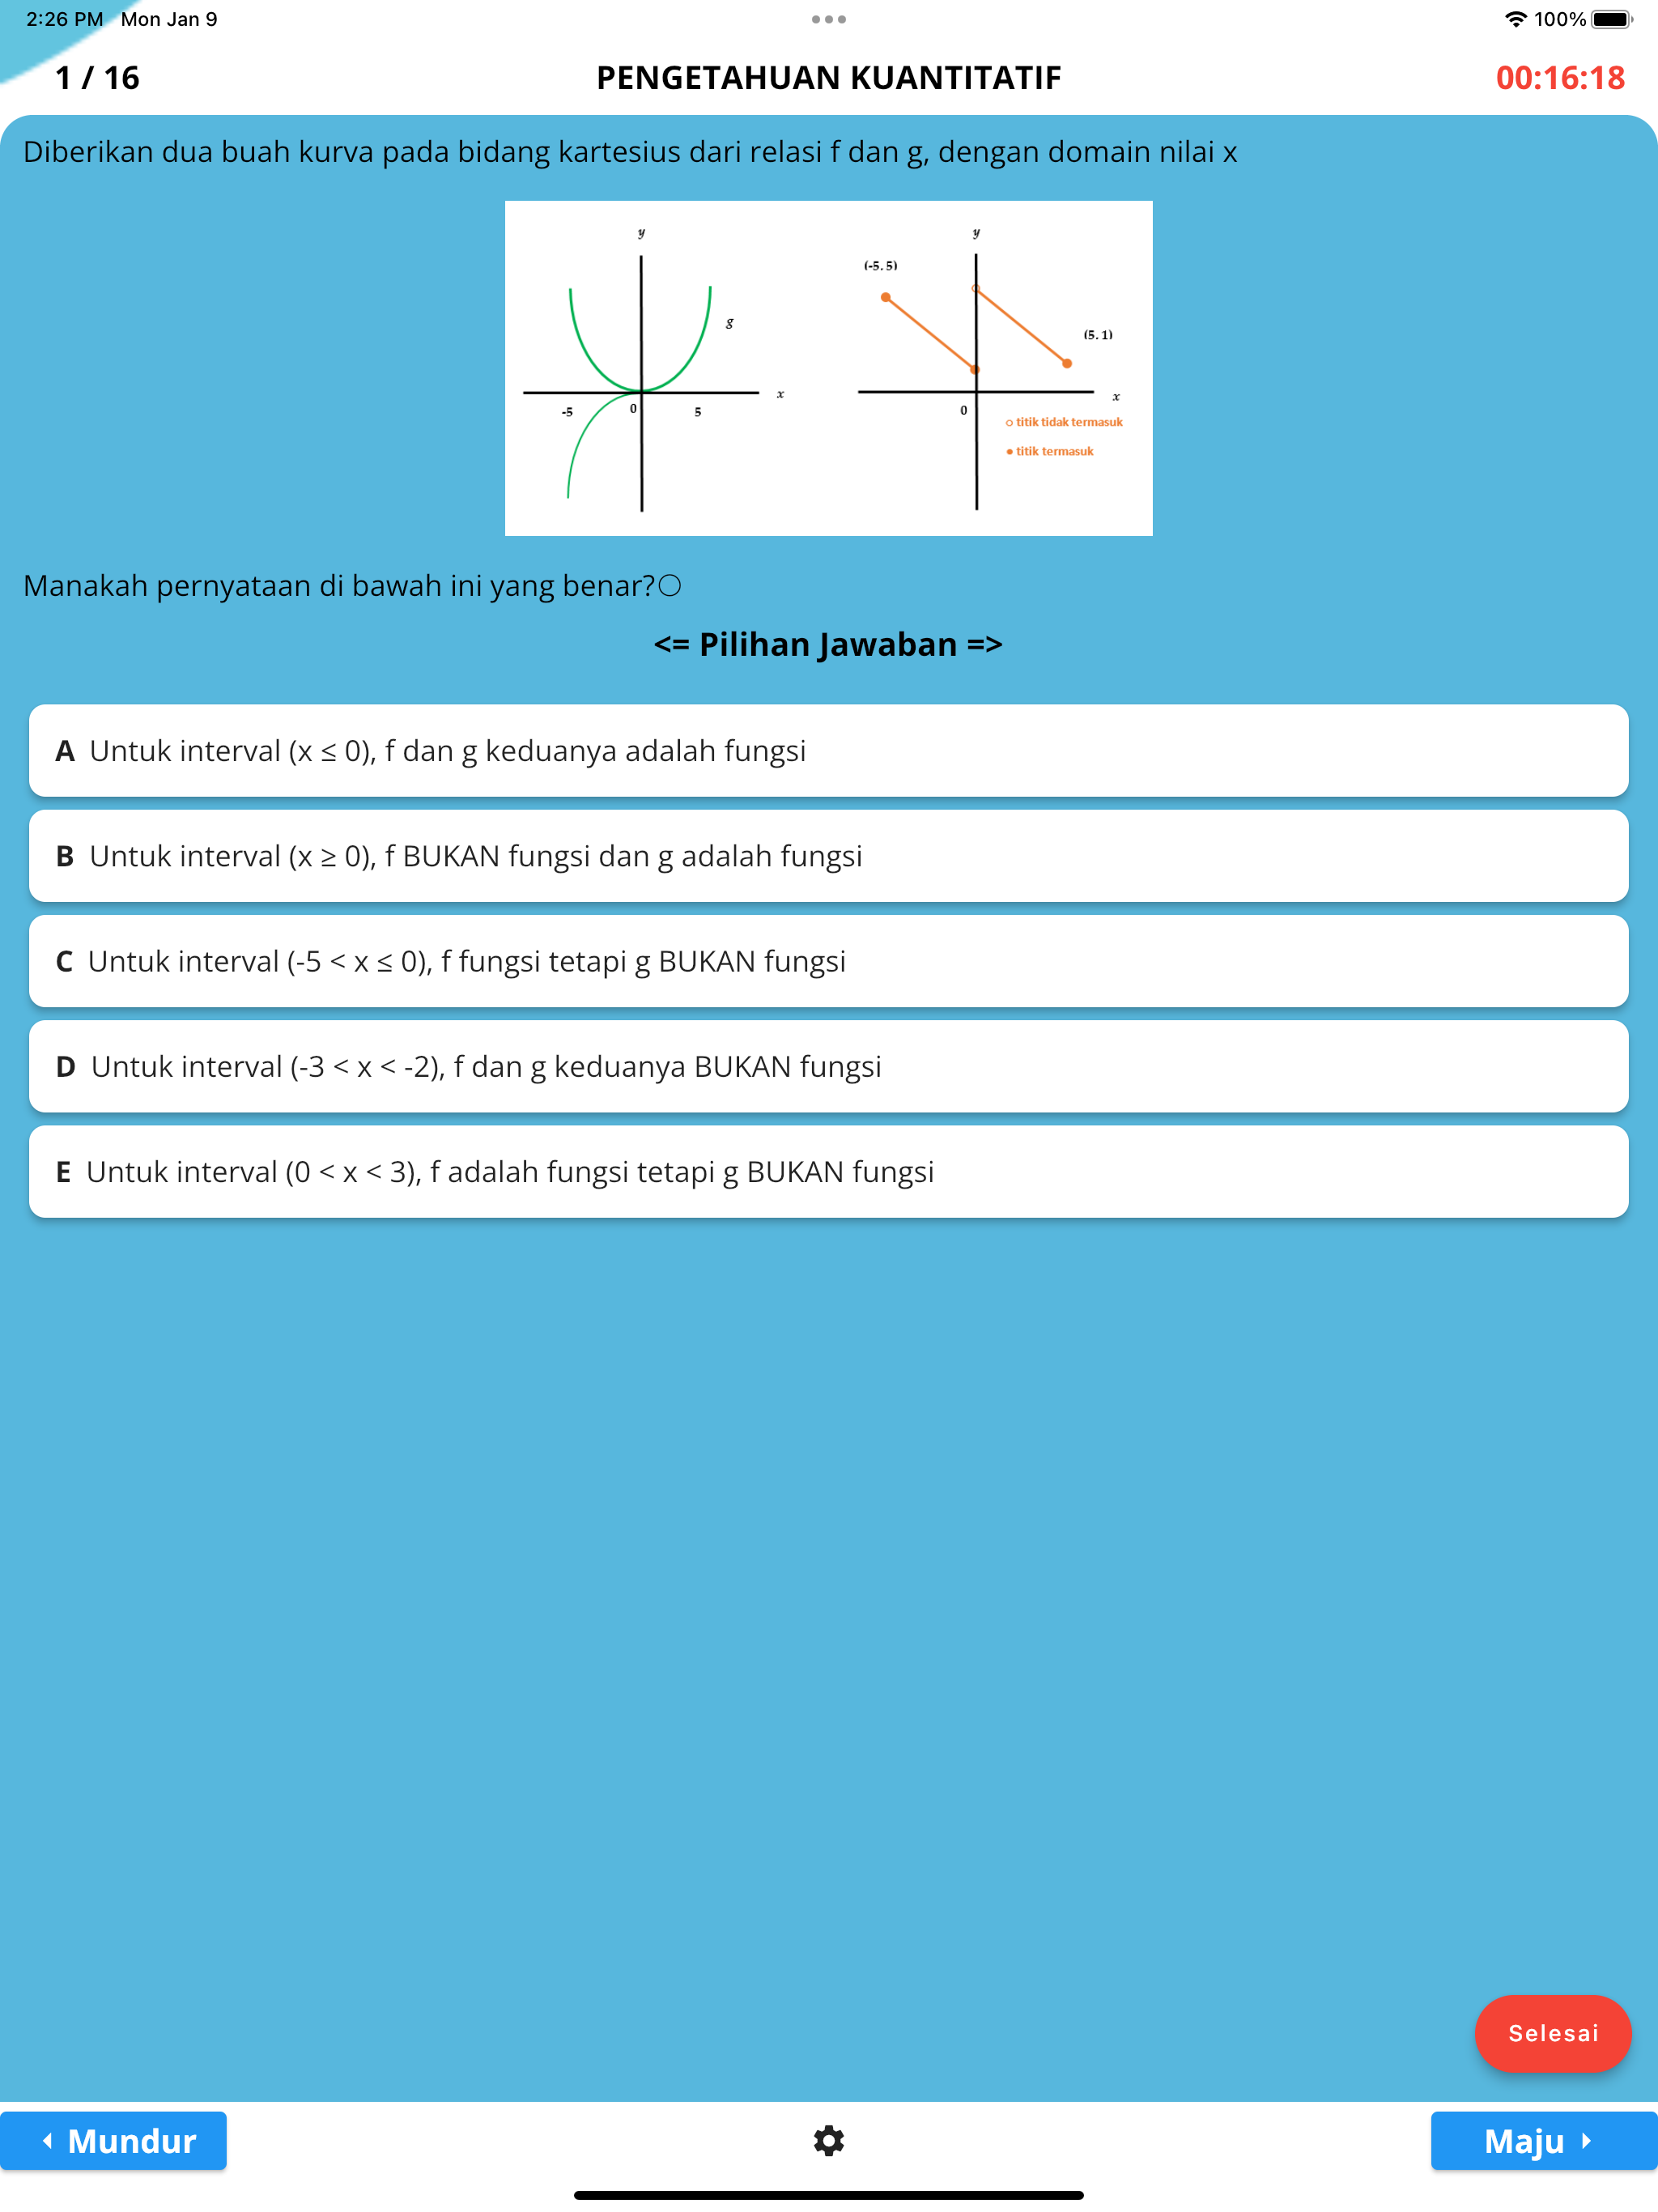 2:26 PM Mon Jan 9
100%
1 / 16
PENGETAHUAN KUANTITATIF
00:16:18
Diberikan dua buah kurva pada bidang kartesius dari relasi f dan g, dengan domain nilai x
y
g
x
-5
0
5
y
(-5. 5)
(5. 1)
x
0
titik tidak termasuk
titik termasuk
Manakah pernyataan di bawah ini yang benar?○
<= Pilihan Jawaban =>
A Untuk interval (x ≤ 0), f dan g keduanya adalah fungsi
B Untuk interval (x ≥ 0), f BUKAN fungsi dan g adalah fungsi
C Untuk interval (-5 < x ≤ 0), f fungsi tetapi g BUKAN fungsi
D Untuk interval (-3 < x < -2), f dan g keduanya BUKAN fungsi
E Untuk interval (0 < x < 3), f adalah fungsi tetapi g BUKAN fungsi
Selesai
Mundur
Maju